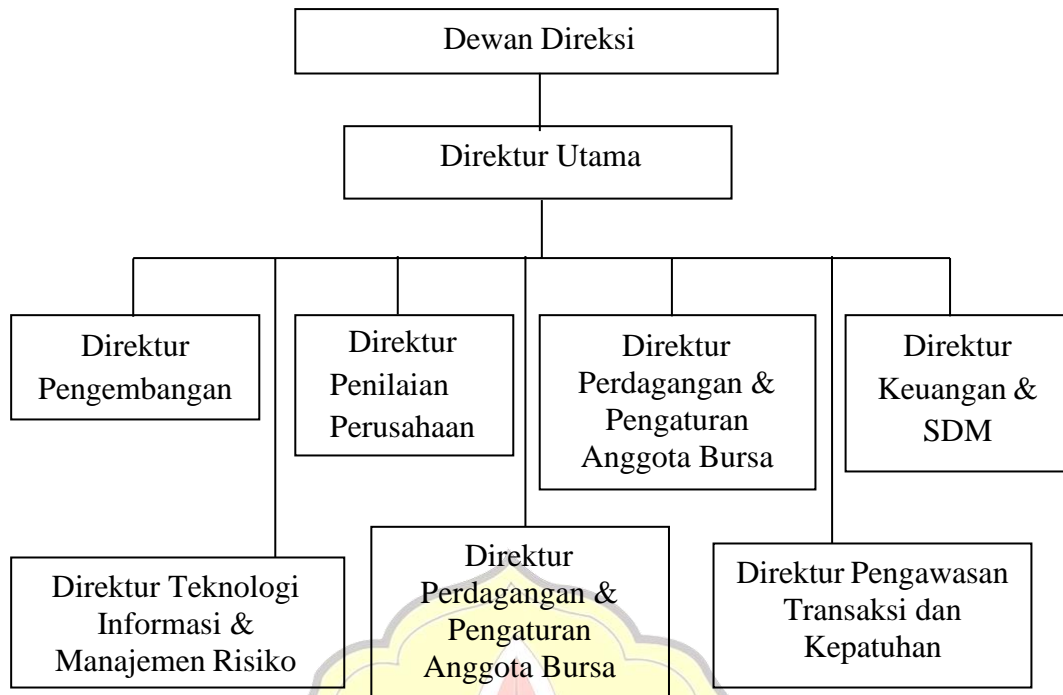 Dewan Direksi
Direktur Utama
Direktur
Pengembangan
Direktur
Penilaian
Perusahaan
Direktur
Perdagangan &
Pengaturan
Anggota Bursa
Direktur
Keuangan &
SDM
Direktur Teknologi
Informasi &
Manajemen Risiko
Direktur
Perdagangan &
Pengaturan
Anggota Bursa
Direktur Pengawasan
Transaksi dan
Kepatuhan